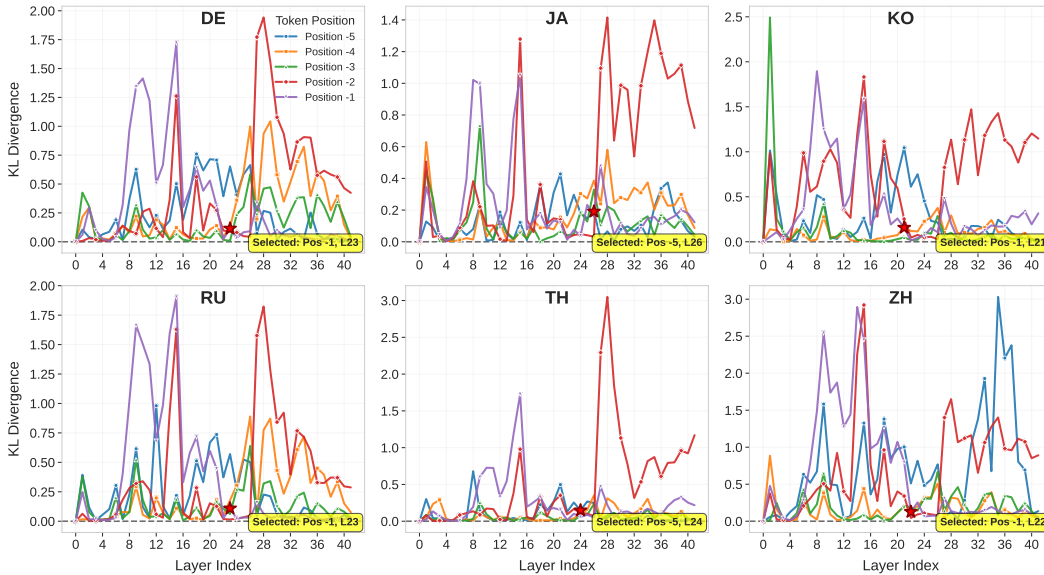 DE
JA
KO
KL Divergence
2.00
1.75
1.50
1.25
1.00
0.75
0.50
0.25
0.00
0 4 8 12 16 20 24 28 32 36 40
Token Position
Position -5
Position -4
Position -3
Position -2
Position -1
Selected: Pos -1, L23
1.4
1.2
1.0
0.8
0.6
0.4
0.2
0.0
0 4 8 12 16 20 24 28 32 36 40
Selected: Pos -5, L26
2.5
2.0
1.5
1.0
0.5
0.0
0 4 8 12 16 20 24 28 32 36 40
Selected: Pos -1, L21
RU
TH
ZH
KL Divergence
2.00
1.75
1.50
1.25
1.00
0.75
0.50
0.25
0.00
0 4 8 12 16 20 24 28 32 36 40
Selected: Pos -1, L23
Layer Index
3.0
2.5
2.0
1.5
1.0
0.5
0.0
0 4 8 12 16 20 24 28 32 36 40
Selected: Pos -5, L24
Layer Index
3.0
2.5
2.0
1.5
1.0
0.5
0.0
0 4 8 12 16 20 24 28 32 36 40
Selected: Pos -1, L22
Layer Index